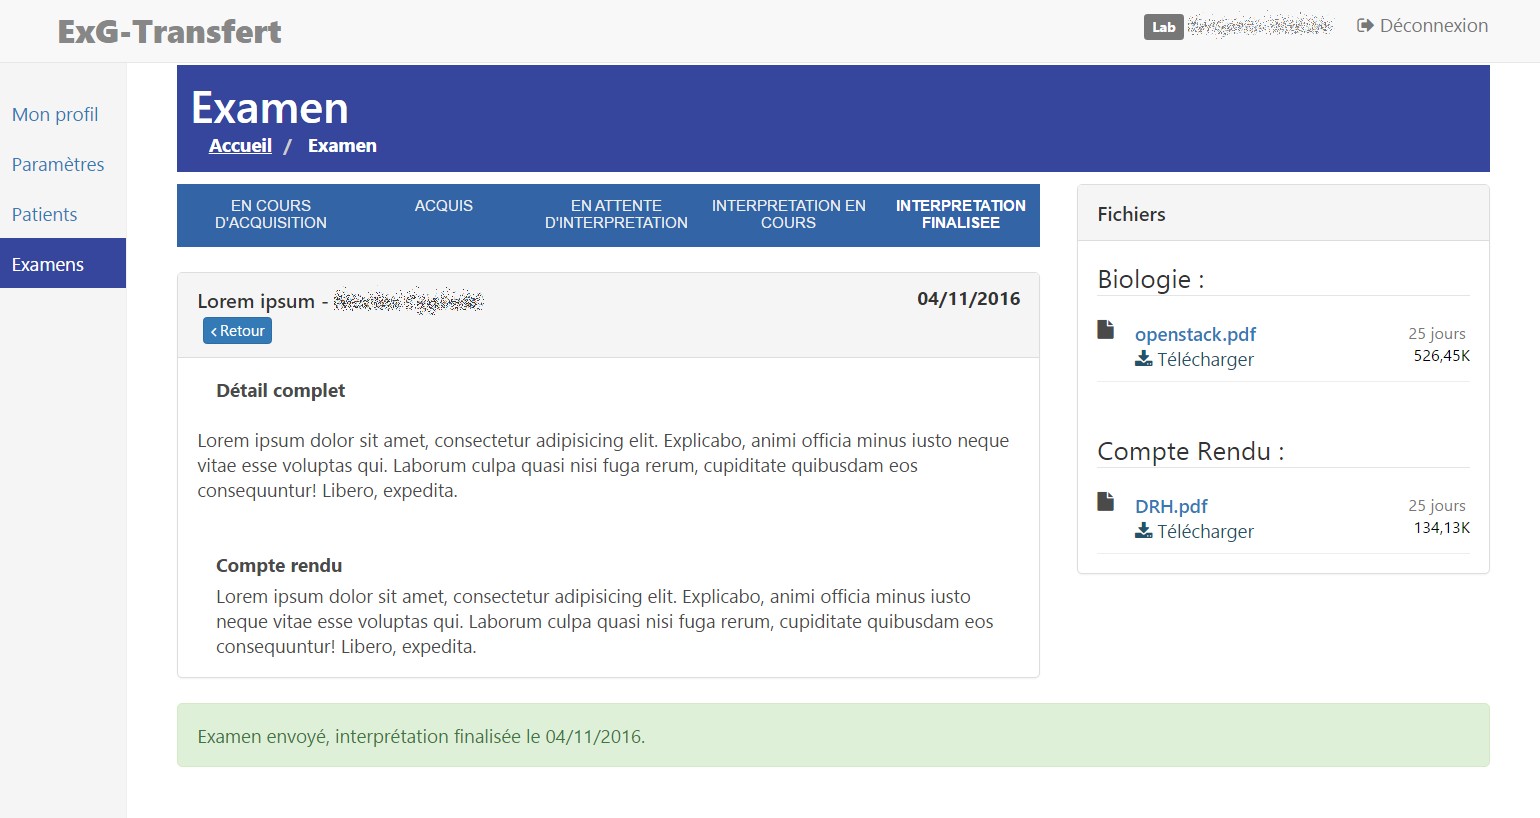 ExG-Transfert
Lab
Déconnexion
Mon profil
Paramètres
Patients
Examens
Examen
Accueil / Examen
EN COURS
D'ACQUISITION
ACQUIS
EN ATTENTE
D'INTERPRETATION
INTERPRETATION EN
COURS
INTERPRETATION
FINALISEE
Lorem ipsum -
04/11/2016
Retour
Détail complet
Lorem ipsum dolor sit amet, consectetur adipisicing elit. Explicabo, animi officia minus iusto neque
vitae esse voluptas qui. Laborum culpa quasi nisi fuga rerum, cupiditate quibusdam eos
consequuntur! Libero, expedita.
Compte rendu
Lorem ipsum dolor sit amet, consectetur adipisicing elit. Explicabo, animi officia minus iusto
neque vitae esse voluptas qui. Laborum culpa quasi nisi fuga rerum, cupiditate quibusdam eos
consequuntur! Libero, expedita.
Fichiers
Biologie :
openstack.pdf
25 jours
Télécharger
526,45K
Compte Rendu :
DRH.pdf
25 jours
Télécharger
134,13K
Examen envoyé, interprétation finalisée le 04/11/2016.